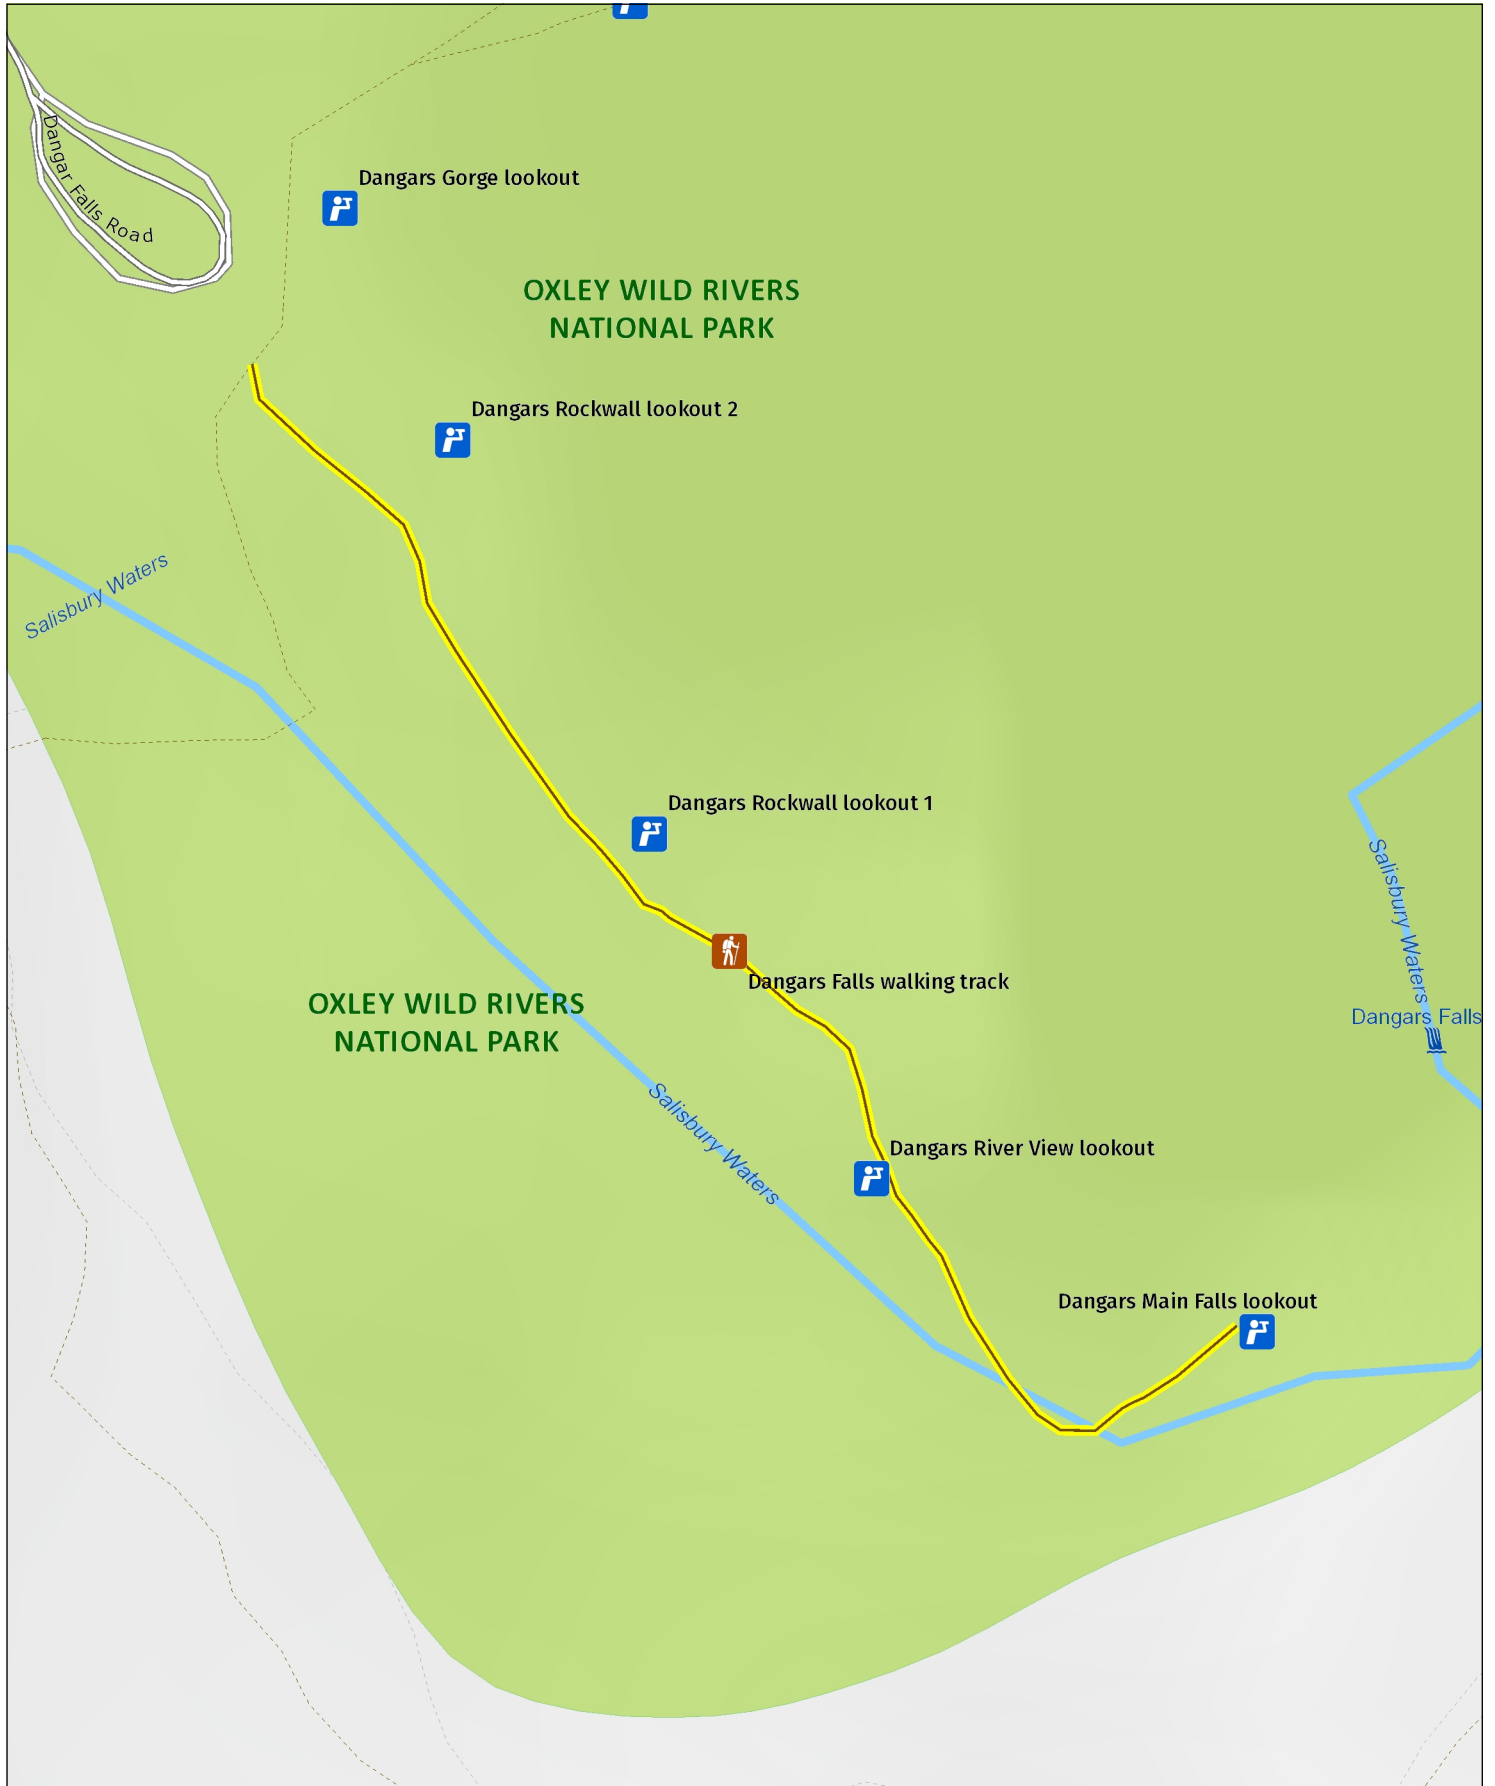 Dangar Falls Road
Dangars Gorge lookout
OXLEY WILD RIVERS
NATIONAL PARK
Dangars Rockwall lookout 2
Salisbury Waters
Dangars Rockwall lookout 1
Salisbury Waters
Dangars Falls walking track
OXLEY WILD RIVERS
NATIONAL PARK
Dangars Falls
Salisbury Waters
Dangars River View lookout
Dangars Main Falls lookout